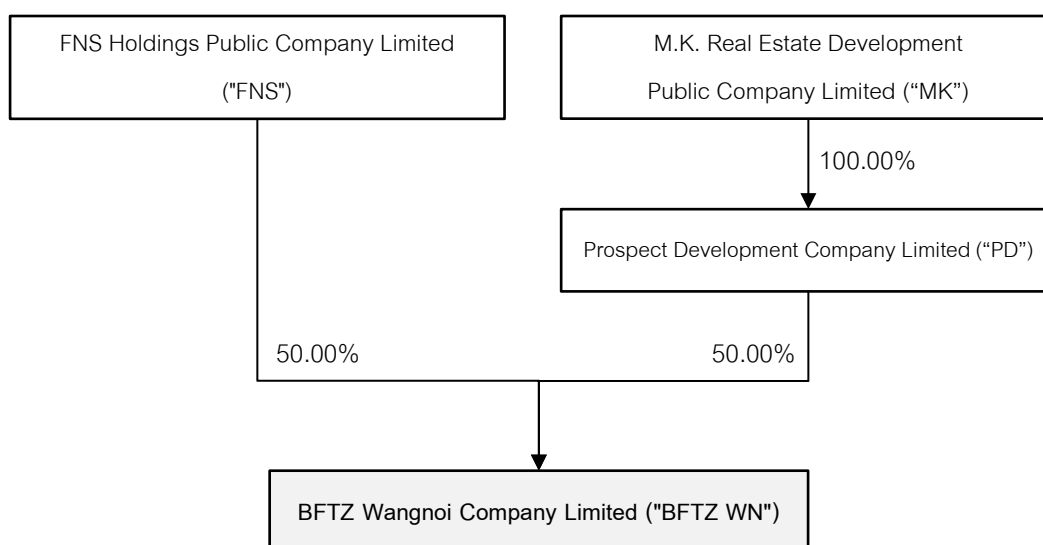 FNS Holdings Public Company Limited
("FNS")
M.K. Real Estate Development
Public Company Limited (“MK”)
100.00%
Prospect Development Company Limited (“PD”)
50.00%
50.00%
BFTZ Wangnoi Company Limited ("BFTZ WN")